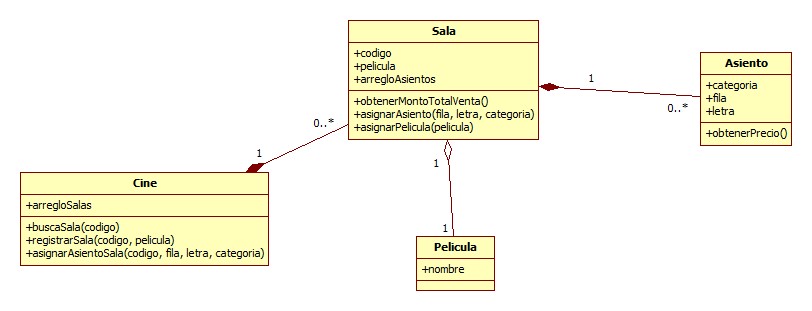 Sala
+codigo
+pelicula
+arregloAsientos
+obtenerMontoTotalVenta()
+asignarAsiento(fila, letra, categoria)
+asignarPelicula(pelicula)
1
0..*
Asiento
+categoria
+fila
+letra
+obtenerPrecio()
0..*
1
Cine
+arregloSalas
+buscaSala(codigo)
+registrarSala(codigo, pelicula)
+asignarAsientoSala(codigo, fila, letra, categoria)
1
1
Pelicula
+nombre